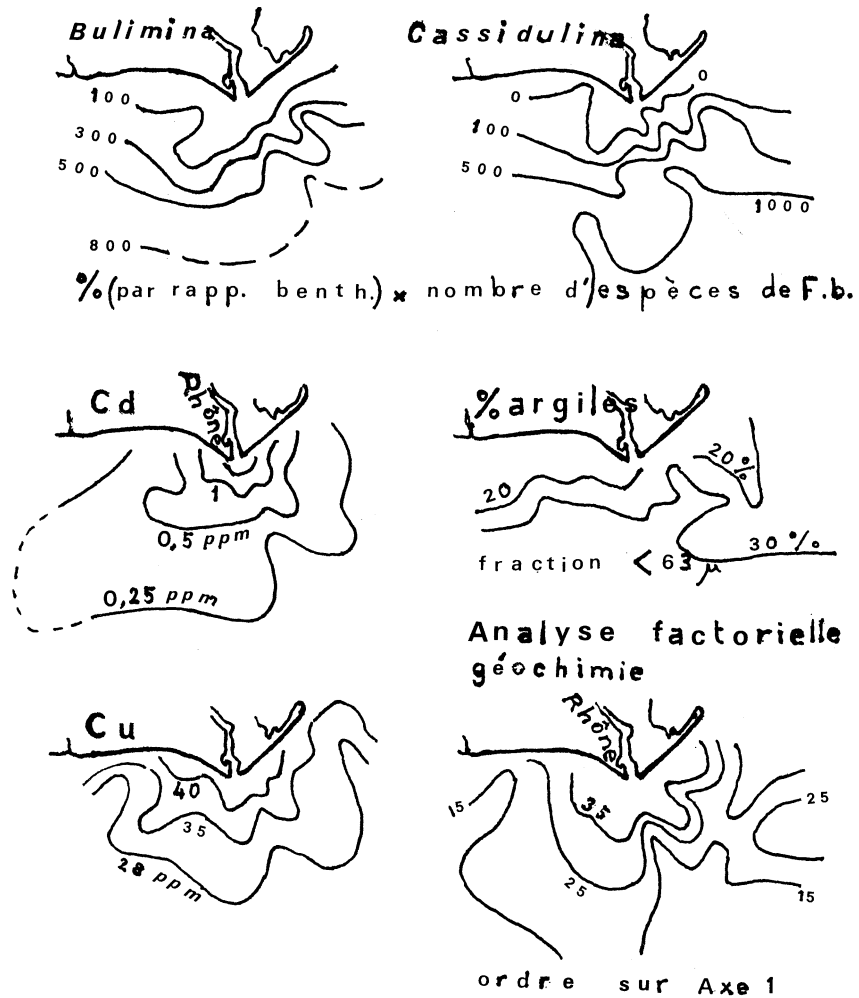 Bulimina
100
300
500
800
Cassidulina
0
0
100
500
1000
% (par rapp. benth.) × nombre d'espèces de F.b.
Cd
Rhône
1
0,5 ppm
0,25 ppm
% argiles
20
20%
30%
fraction < 63 μ
Cu
40
35
28 ppm
Analyse factorielle
géochimie
Rhône
15
35
25
25
15
ordre sur Axe 1